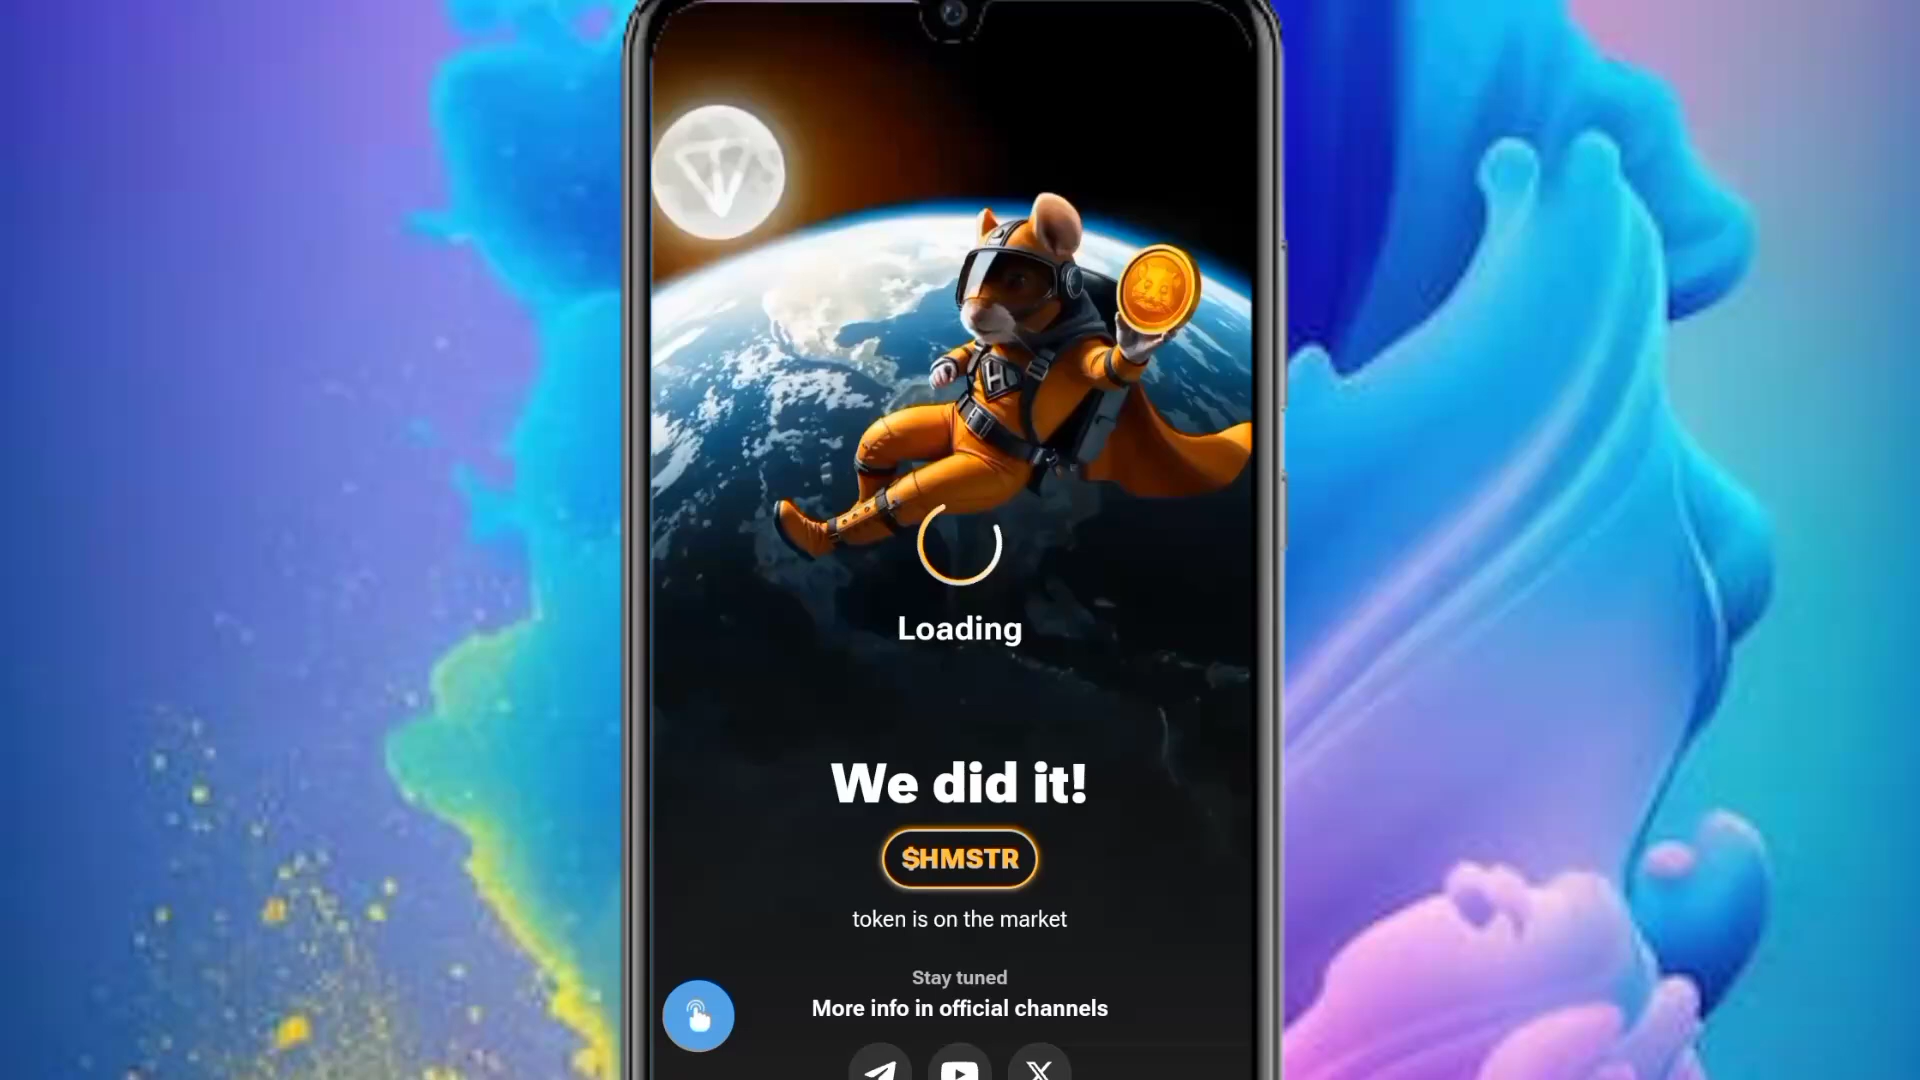 H
Loading
We did it!
$HMSTR
token is on the market
Stay tuned
More info in official channels